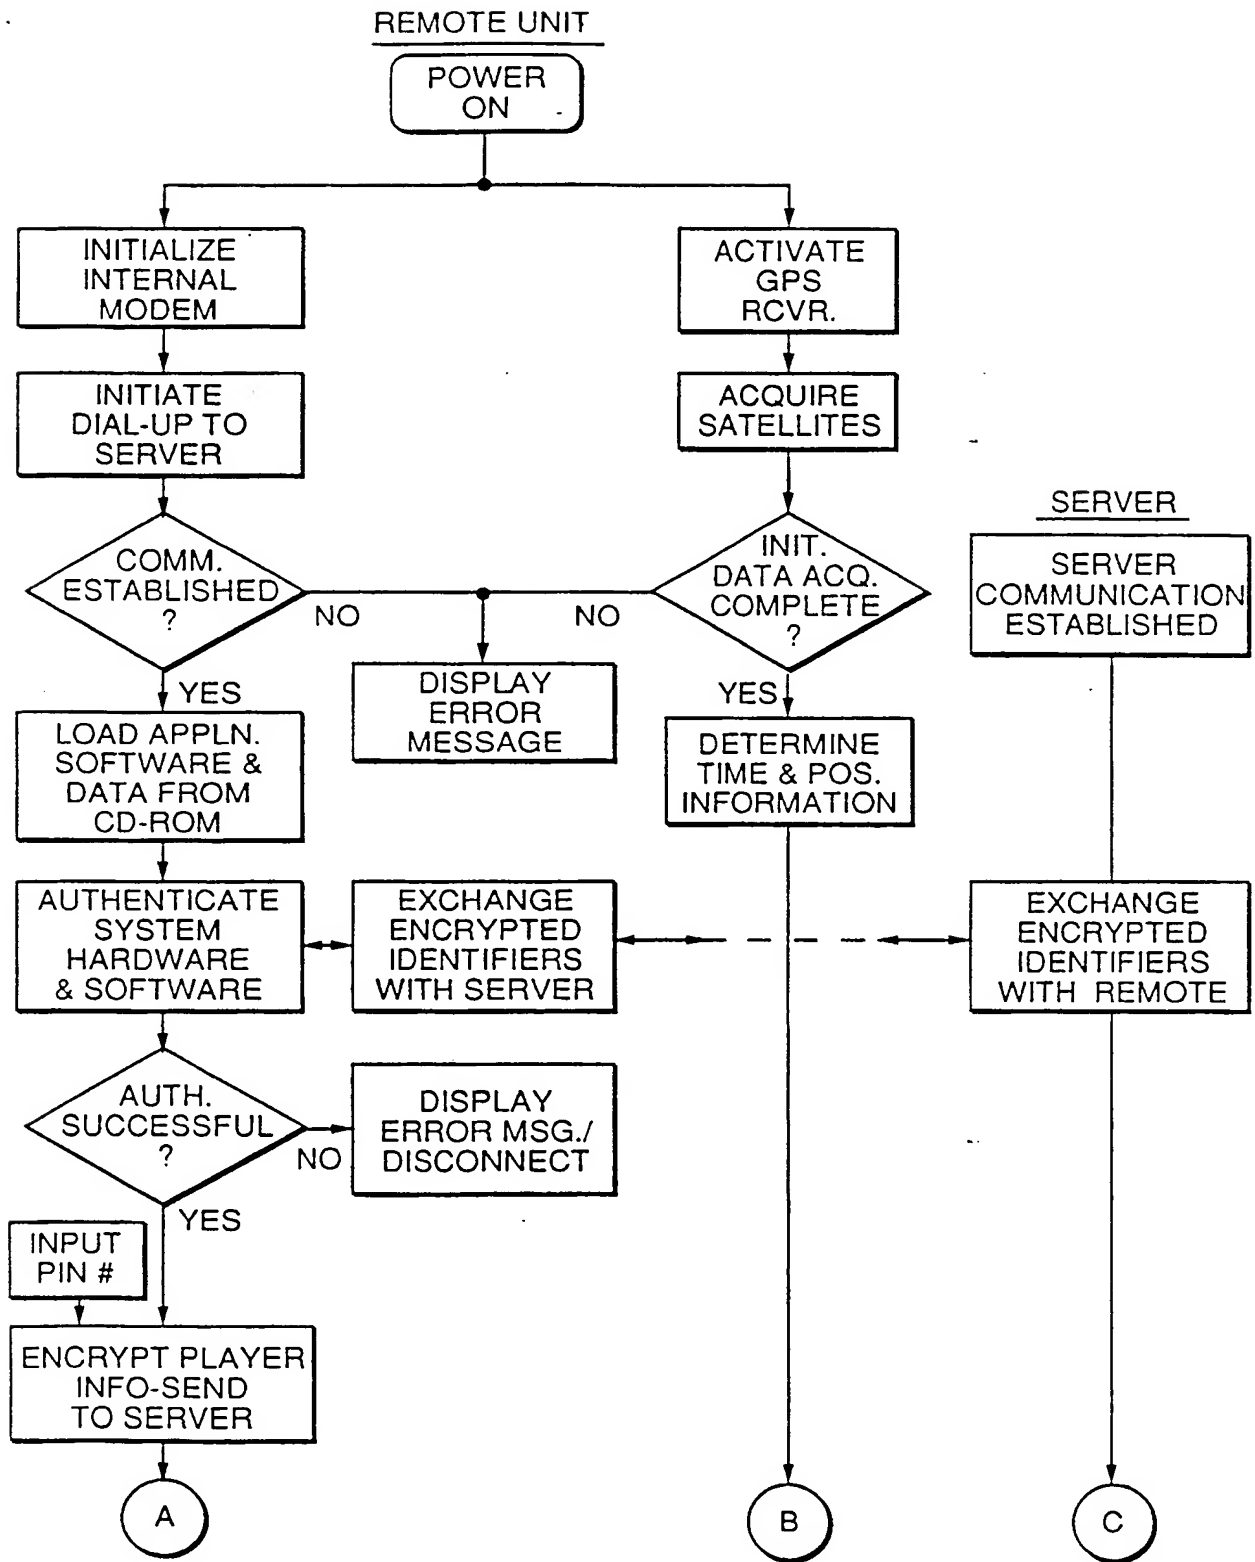 REMOTE UNIT
POWER
ON
INITIALIZE
INTERNAL
MODEM
ACTIVATE
GPS
RCVR.
INITIATE
DIAL-UP TO
SERVER
ACQUIRE
SATELLITES
COMM.
ESTABLISHED
?
NO
INIT.
DATA ACQ.
COMPLETE
?
NO
SERVER
SERVER
COMMUNICATION
ESTABLISHED
YES
DISPLAY
ERROR
MESSAGE
YES
LOAD APPLN.
SOFTWARE &
DATA FROM
CD-ROM
DETERMINE
TIME & POS.
INFORMATION
AUTHENTICATE
SYSTEM
HARDWARE
& SOFTWARE
EXCHANGE
ENCRYPTED
IDENTIFIERS
WITH SERVER
EXCHANGE
ENCRYPTED
IDENTIFIERS
WITH REMOTE
AUTH.
SUCCESSFUL
?
NO
DISPLAY
ERROR MSG./
DISCONNECT
YES
INPUT
PIN #
ENCRYPT PLAYER
INFO-SEND
TO SERVER
A
B
C